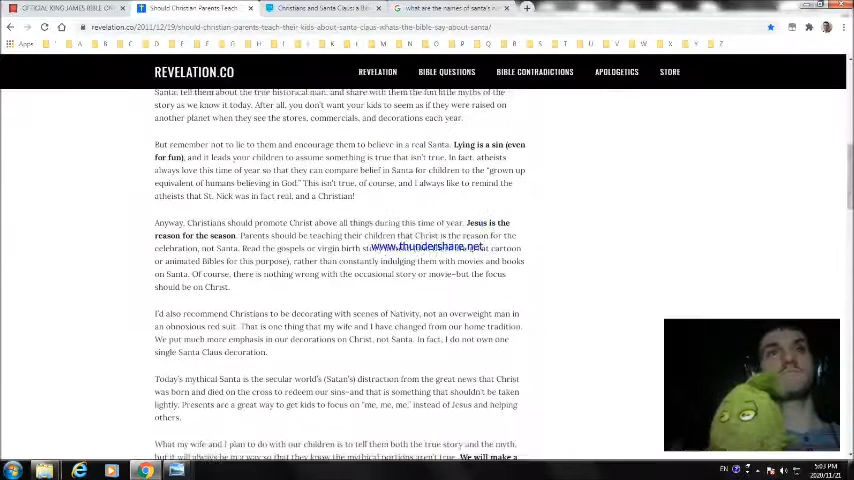 OFFICIAL KING JAMES BIBLE ON
Should Christian Parents Teach
Christians and Santa Claus: a Bi
what are the names of santa's r
revelation.co/2011/12/19/should-christian-parents-teach-their-kids-about-santa-claus-whats-the-bible-say-about-santa/
Apps A B C D E F G H I J K L M N O P Q R S T U V W X Y Z
REVELATION.CO
REVELATION BIBLE QUESTIONS BIBLE CONTRADICTIONS APOLOGETICS STORE
Santa, tell them about the true historical man, and share with them the fun little myths of the
story as we know it today. After all, you don't want your kids to seem as if they were raised on
another planet when they see the stores, commercials, and decorations each year.
But remember not to lie to them and encourage them to believe in a real Santa. Lying is a sin (even
for fun), and it leads your children to assume something is true that isn't true. In fact, atheists
always love this time of year so that they can compare belief in Santa for children to the "grown up
equivalent of humans believing in God." This isn't true, of course, and I always like to remind the
atheists that St. Nick was in fact real, and a Christian!
Anyway, Christians should promote Christ above all things during this time of year. Jesus is the
reason for the season. Parents should be teaching their children that Christ is the reason for the
celebration, not Santa. Read the gospels or virgin birth story great cartoon
www.thundershare.net
or animated Bibles for this purpose), rather than constantly indulging them with movies and books
on Santa. Of course, there is nothing wrong with the occasional story or movie–but the focus
should be on Christ.
I'd also recommend Christians to be decorating with scenes of Nativity, not an overweight man in
an obnoxious red suit. That is one thing that my wife and I have changed from our home tradition.
We put much more emphasis in our decorations on Christ, not Santa. In fact, I do not own one
single Santa Claus decoration.
Today's mythical Santa is the secular world's (Satan's) distraction from the great news that Christ
was born and died on the cross to redeem our sins–and that is something that shouldn't be taken
lightly. Presents are a great way to get kids to focus on "me, me, me," instead of Jesus and helping
others.
What my wife and I plan to do with our children is to tell them both the true story and the myth,
but it will always be in a way so that they know the mythical portions aren't true. We will make a
EN
5:03 PM
2020/11/21